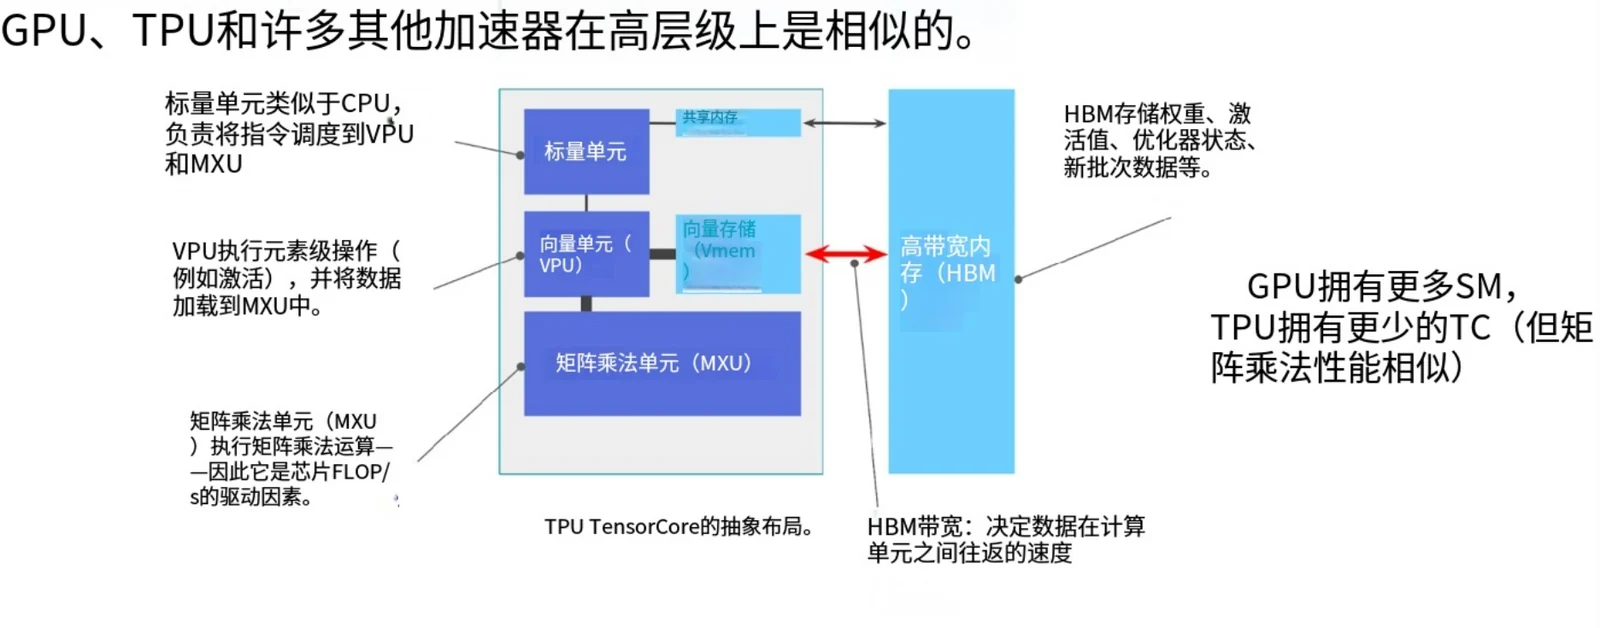 GPU、TPU和许多其他加速器在高层级上是相似的。
标量单元类似于CPU，
负责将指令调度到VPU
和MXU
VPU执行元素级操作（
例如激活），并将数据
加载到MXU中。
矩阵乘法单元（MXU
）执行矩阵乘法运算—
—因此它是芯片FLOP/
s的驱动因素。
标量单元
共享内存
向量单元（
VPU）
向量存储
（Vmem
）
矩阵乘法单元（MXU）
TPU TensorCore的抽象布局。
高带宽内
存（HBM
）
HBM存储权重、激
活值、优化器状态、
新批次数据等。
HBM带宽：决定数据在计算
单元之间往返的速度
GPU拥有更多SM，
TPU拥有更少的TC（但矩
阵乘法性能相似）